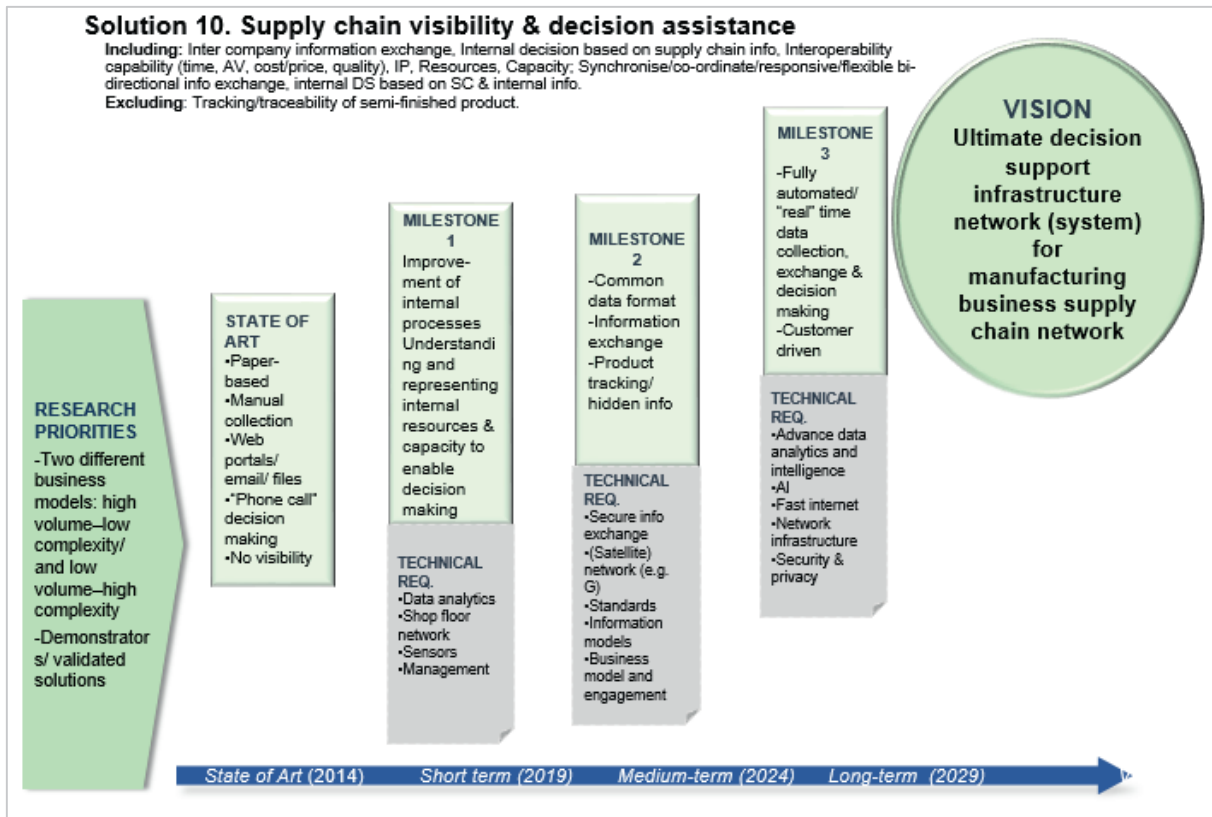 Solution 10. Supply chain visibility & decision assistance
Including: Inter company information exchange, Internal decision based on supply chain info, Interoperability
capability (time, AV, cost/price, quality), IP, Resources, Capacity; Synchronise/co-ordinate/responsive/flexible bi-
directional info exchange, internal DS based on SC & internal info.
Excluding: Tracking/traceability of semi-finished product.
RESEARCH
PRIORITIES
-Two different
business
models: high
volume–low
complexity/
and low
volume–high
complexity
-Demonstrator
s/ validated
solutions
STATE OF
ART
•Paper-
based
•Manual
collection
•Web
portals/
email/ files
•"Phone call"
decision
making
•No visibility
MILESTONE
1
Improve-
ment of
internal
processes
Understandi
ng and
representing
internal
resources &
capacity to
enable
decision
making
TECHNICAL
REQ.
•Data analytics
•Shop floor
network
•Sensors
•Management
MILESTONE
2
-Common
data format
-Information
exchange
-Product
tracking/
hidden info
TECHNICAL
REQ.
•Secure info
exchange
•(Satellite)
network (e.g.
G)
•Standards
•Information
models
•Business
model and
engagement
MILESTONE
3
-Fully
automated/
"real" time
data
collection,
exchange &
decision
making
-Customer
driven
TECHNICAL
REQ.
•Advance data
analytics and
intelligence
•AI
•Fast internet
•Network
infrastructure
•Security &
privacy
VISION
Ultimate decision
support
infrastructure
network (system)
for
manufacturing
business supply
chain network
State of Art (2014) Short term (2019) Medium-term (2024) Long-term (2029)